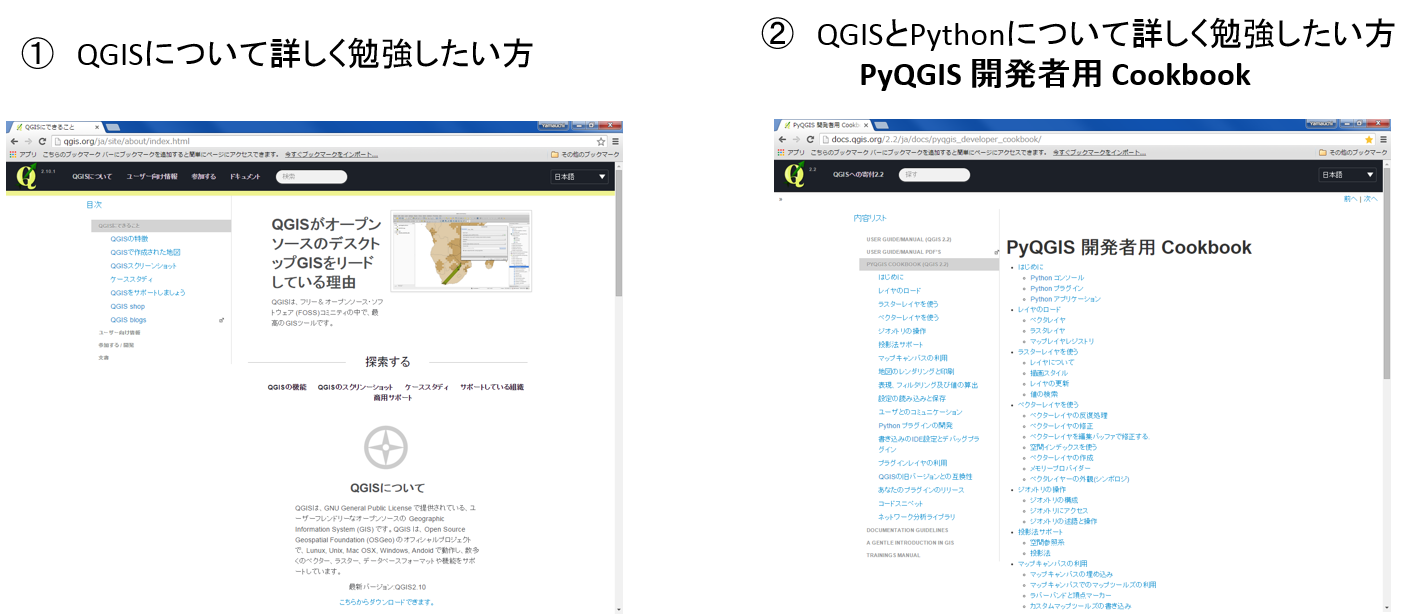 ① QGISについて詳しく勉強したい方
② QGISとPythonについて詳しく勉強したい方
PyQGIS 開発者用 Cookbook
QGISにできること
qgis.org/ja/site/about/index.html
アプリ こちらのブックマーク バーにブックマークを追加すると簡単にページにアクセスできます。 今すぐブックマークをインポート...
その他のブックマーク
2.10.1
QGISについて ユーザー向け情報 参加する ドキュメント 検索
日本語
目次
QGISにできること
QGISの特徴
QGISで作成された地図
QGISスクリーンショット
ケーススタディ
QGISをサポートしましょう
QGIS shop
QGIS blogs
ユーザー向け情報
参加する/開発
文書
QGISがオープン
ソースのデスクト
ップGISをリード
している理由
QGISは、フリー＆オープンソース・ソフ
トウェア (FOSS)コミニティの中で、最
高のGISツールです。
探索する
QGISの機能 QGISのスクリンーショット ケーススタディ サポートしている組織
商用サポート
QGISについて
QGISは、GNU General Public License で提供されている、ユ
ーザーフレンドリーなオープンソースの Geographic
Information System (GIS) です。QGIS は、Open Source
Geospatial Foundation (OSGeo) のオフィシャルプロジェクト
で、Lunux, Unix, Mac OSX, Windows, Andoid で動作し、数多
くのベクター、ラスター、データベースフォーマットや機能をサポ
ートしています。
最新バージョン:QGIS2.10
こちらからダウンロードできます。
PyQGIS 開発者用 Cookb
docs.qgis.org/2.2/ja/docs/pyqgis_developer_cookbook/
アプリ こちらのブックマーク バーにブックマークを追加すると簡単にページにアクセスできます。 今すぐブックマークをインポート...
その他のブックマーク
2.2
QGISへの寄付2.2 探す
日本語
»
前へ | 次へ
内容リスト
USER GUIDE/MANUAL (QGIS 2.2)
USER GUIDE/MANUAL PDF'S
PYQGIS COOKBOOK (QGIS 2.2)
はじめに
レイヤのロード
ラスターレイヤを使う
ベクターレイヤを使う
ジオメトリの操作
投影法サポート
マップキャンバスの利用
地図のレンダリングと印刷
表現、フィルタリング及び値の算出
設定の読み込みと保存
ユーザとのコミュニケーション
Python プラグインの開発
書き込みのIDE設定とデバッグプラ
グイン
プラグインレイヤの利用
QGISの旧バージョンとの互換性
あなたのプラグインのリリース
コードスニペット
ネットワーク分析ライブラリ
DOCUMENTATION GUIDELINES
A GENTLE INTRODUCTION IN GIS
TRAININGS MANUAL
PyQGIS 開発者用 Cookbook
はじめに
Python コンソール
Python プラグイン
Python アプリケーション
レイヤのロード
ベクタレイヤ
ラスタレイヤ
マップレイヤレジストリ
ラスターレイヤを使う
レイヤについて
描画スタイル
レイヤの更新
値の検索
ベクターレイヤを使う
ベクターレイヤの反復処理
ベクターレイヤの修正
ベクターレイヤを編集バッファで修正する
空間インデックスを使う
ベクターレイヤの作成
メモリープロバイダー
ベクタレイヤーの外観(シンボロジ)
ジオメトリの操作
ジオメトリの構成
ジオメトリにアクセス
ジオメトリの述語と操作
投影法サポート
空間参照系
投影法
マップキャンバスの利用
マップキャンバスの埋め込み
マップキャンバスでのマップツールズの利用
ラバーバンドと頂点マーカー
カスタムマップツールズの書き込み